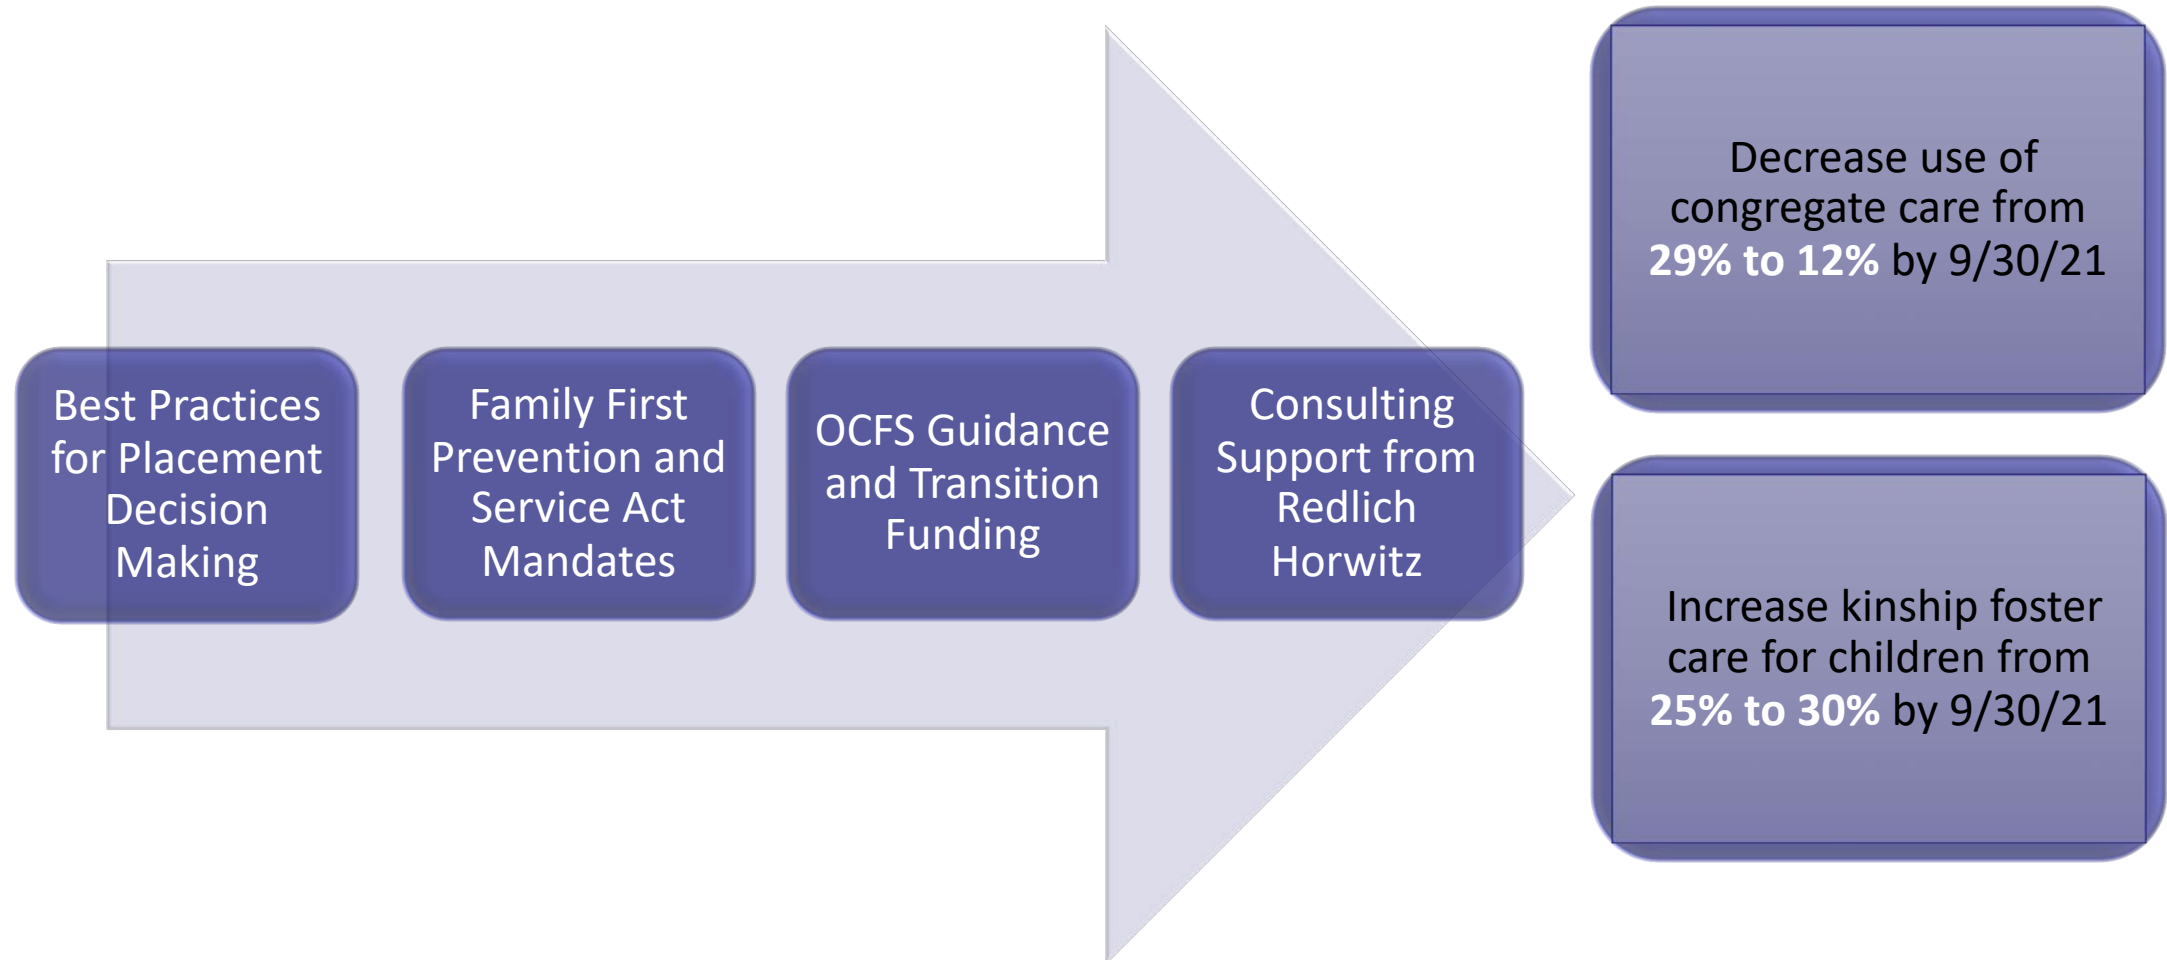 Best Practices
for Placement
Decision
Making
Family First
Prevention and
Service Act
Mandates
OCFS Guidance
and Transition
Funding
Consulting
Support from
Redlich
Horwitz
Decrease use of
congregate care from
29% to 12% by 9/30/21
Increase kinship foster
care for children from
25% to 30% by 9/30/21